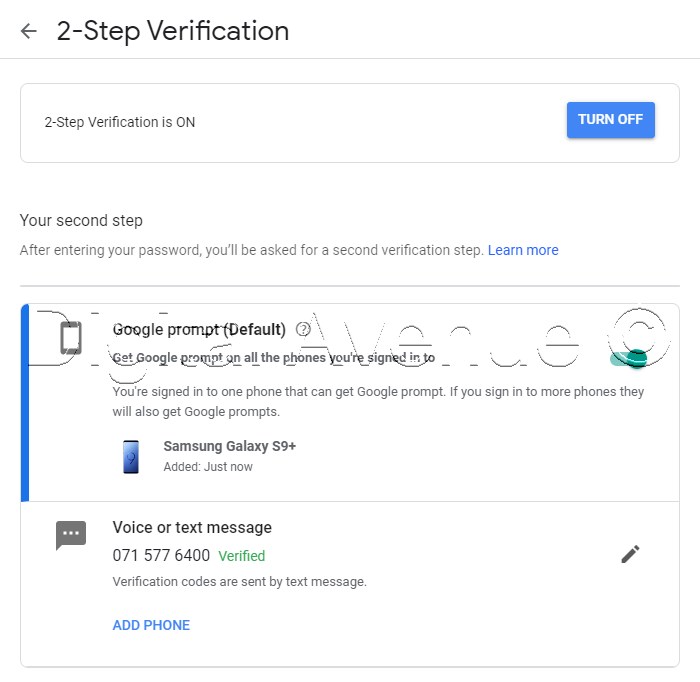 2-Step Verification
2-Step Verification is ON
TURN OFF
Your second step
After entering your password, you'll be asked for a second verification step. Learn more
Digital Avenue ©
Google prompt (Default)
Get Google prompt on all the phones you're signed in to
You're signed in to one phone that can get Google prompt. If you sign in to more phones they
will also get Google prompts.
Samsung Galaxy S9+
Added: Just now
Voice or text message
071 577 6400 Verified
Verification codes are sent by text message.
ADD PHONE